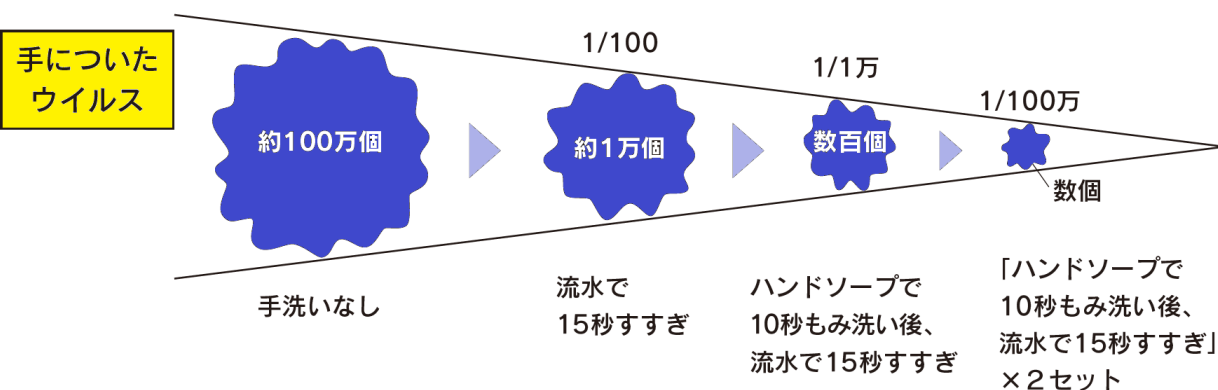 手についた
ウイルス
約100万個
手洗いなし
1/100
約1万個
流水で
15秒すすぎ
1/1万
数百個
ハンドソープで
10秒もみ洗い後、
流水で15秒すすぎ
1/100万
数個
「ハンドソープで
10秒もみ洗い後、
流水で15秒すすぎ」
×2セット